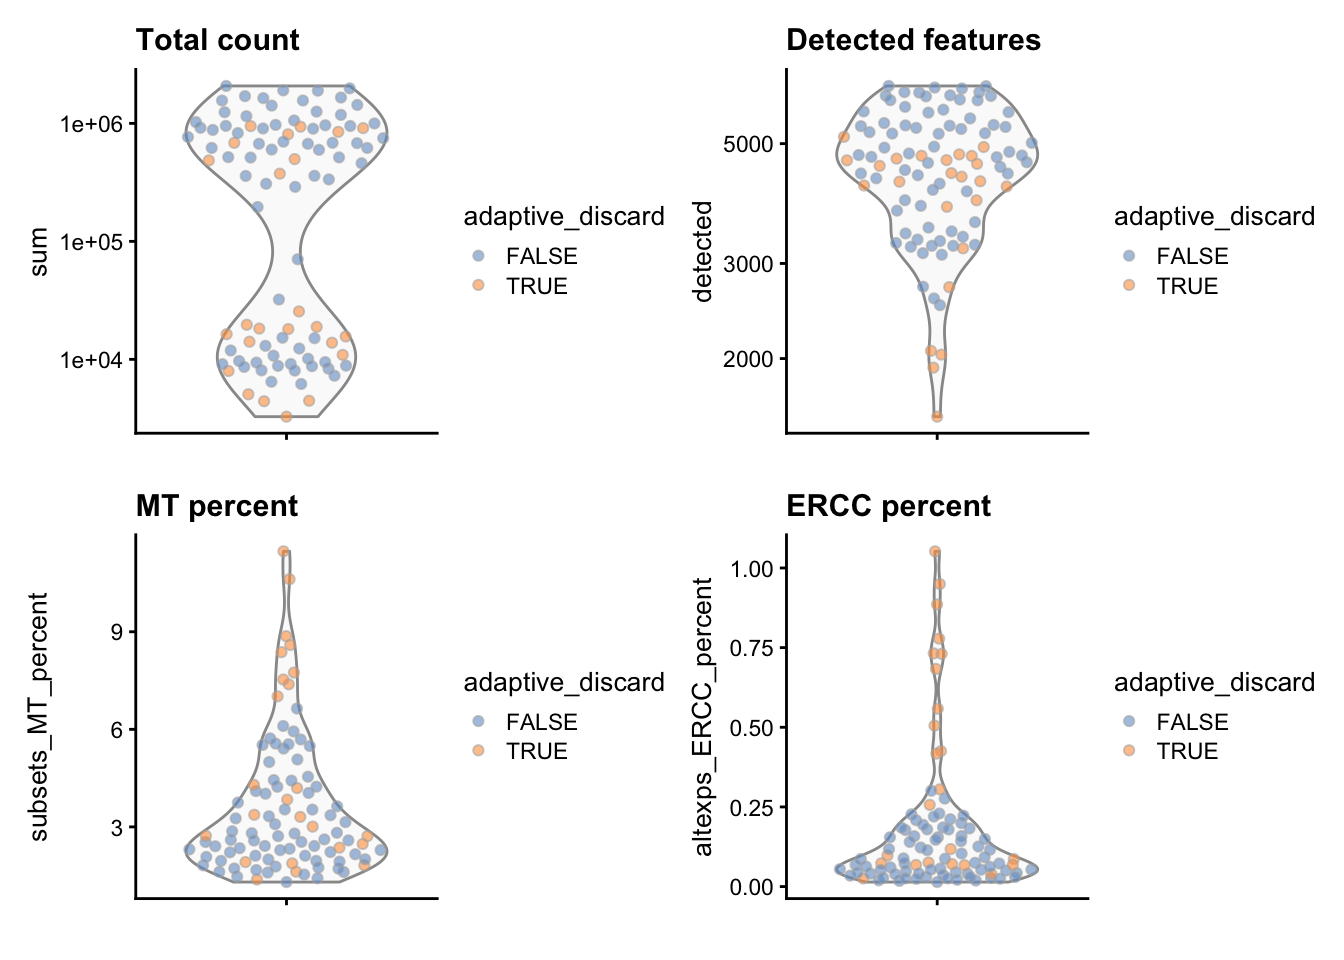 Total count
sum
1e+06
1e+05
1e+04
adaptive_discard
FALSE
TRUE
Detected features
detected
5000
3000
2000
adaptive_discard
FALSE
TRUE
MT percent
subsets_MT_percent
9
6
3
adaptive_discard
FALSE
TRUE
ERCC percent
altexps_ERCC_percent
1.00
0.75
0.50
0.25
0.00
adaptive_discard
FALSE
TRUE